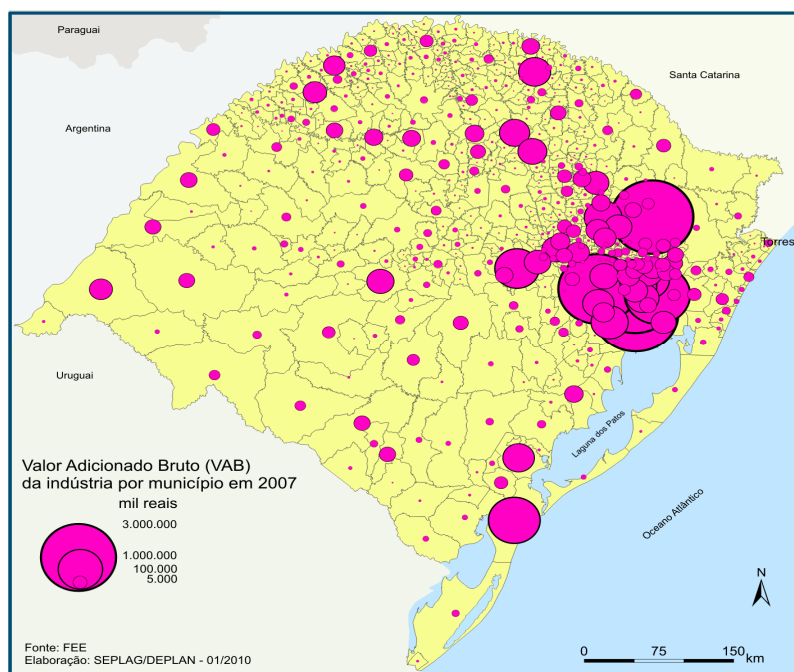 Paraguai
Santa Catarina
Argentina
Torres
Uruguai
Laguna dos Patos
Oceano Atlântico
Valor Adicionado Bruto (VAB)
da indústria por município em 2007
mil reais
3.000.000
1.000.000
100.000
5.000
N
0 75 150 km
Fonte: FEE
Elaboração: SEPLAG/DEPLAN - 01/2010